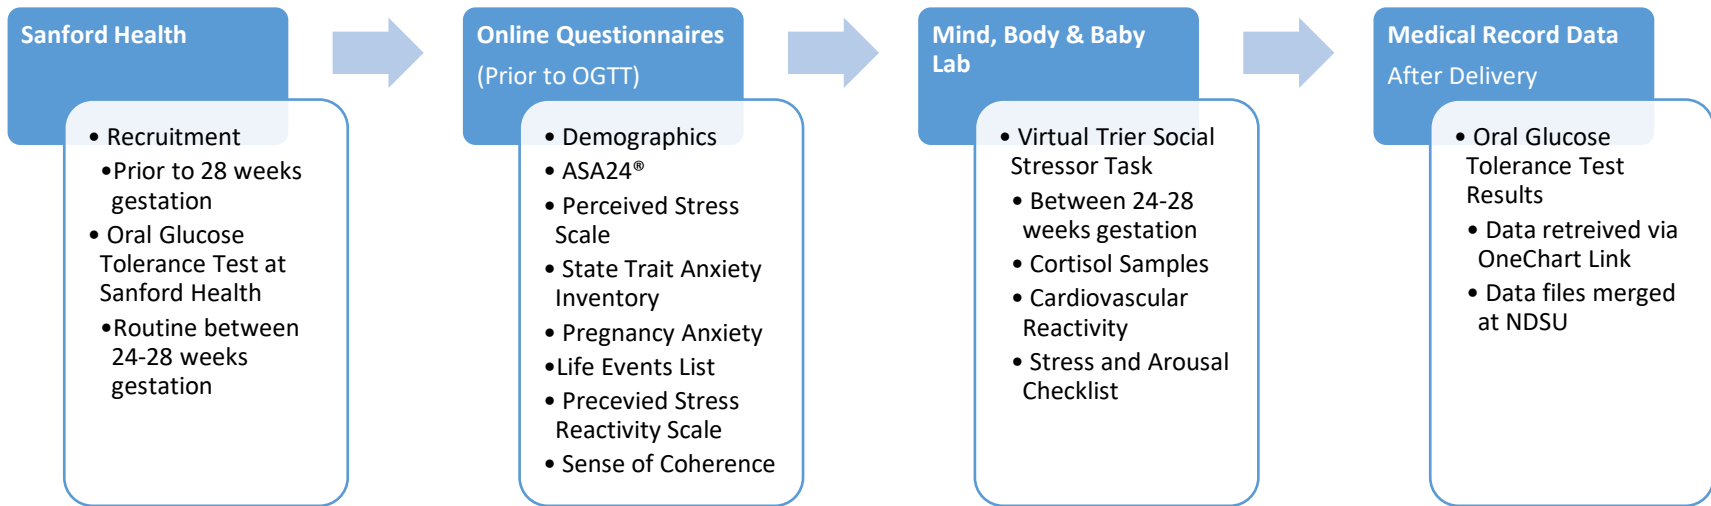 Sanford Health
• Recruitment
•Prior to 28 weeks
gestation
• Oral Glucose
Tolerance Test at
Sanford Health
•Routine between
24-28 weeks
gestation
Online Questionnaires
(Prior to OGTT)
• Demographics
• ASA24®
• Perceived Stress
Scale
• State Trait Anxiety
Inventory
• Pregnancy Anxiety
•Life Events List
• Precevied Stress
Reactivity Scale
• Sense of Coherence
Mind, Body & Baby
Lab
• Virtual Trier Social
Stressor Task
• Between 24-28
weeks gestation
• Cortisol Samples
• Cardiovascular
Reactivity
• Stress and Arousal
Checklist
Medical Record Data
After Delivery
• Oral Glucose
Tolerance Test
Results
• Data retreived via
OneChart Link
• Data files merged
at NDSU